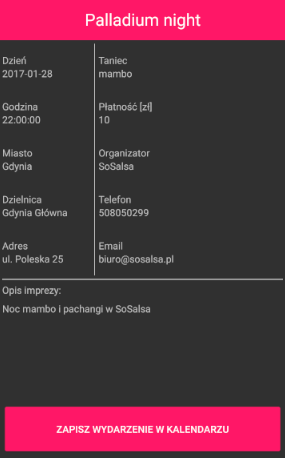 Palladium night
Dzień
2017-01-28
Taniec
mambo
Godzina
22:00:00
Płatność [zł]
10
Miasto
Gdynia
Organizator
SoSalsa
Dzielnica
Gdynia Główna
Telefon
508050299
Adres
ul. Poleska 25
Email
biuro@sosalsa.pl
Opis imprezy:
Noc mambo i pachangi w SoSalsa
ZAPISZ WYDARZENIE W KALENDARZU